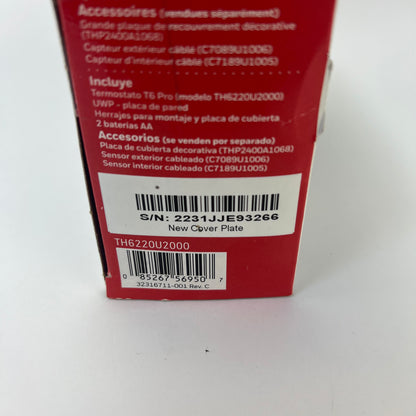 Accessoires (vendues séparément)
Grande plaque de recouvrement décorative
(THP2400A1068)
Capteur extérieur câblé (C7089U1006)
Capteur d'intérieur câblé (C7189U1005)
Incluye
Termostato T6 Pro (modelo TH6220U2000)
UWP - placa de pared
Herrajes para montaje y placa de cubierta
2 baterías AA
Accesorios (se venden por separado)
Placa de cubierta decorativa (THP2400A1068)
Sensor exterior cableado (C7089U1006)
Sensor interior cableado (C7189U1005)
S/N: 2231JJE93266
New Cover Plate
TH6220U2000
0 85267 56950 7
32316711-001 Rev. C